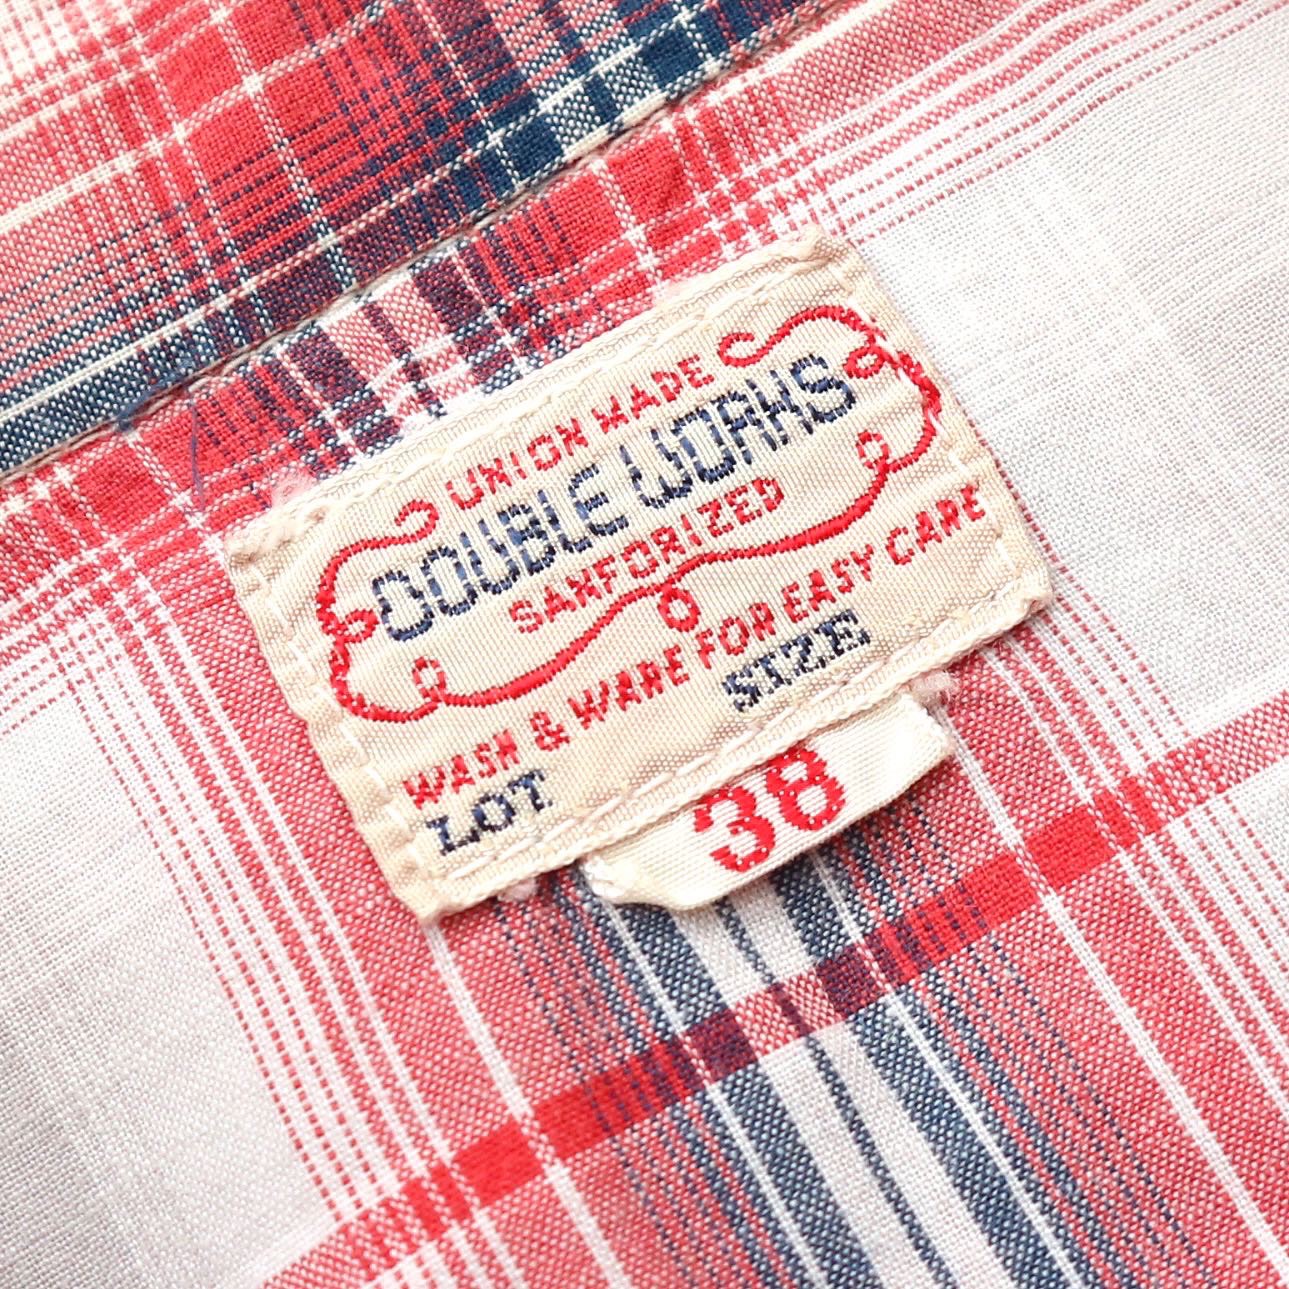 UNION MADE
DOUBLE WORKS
SANFORIZED
WASH & WARE FOR EASY CARE
LOT SIZE
38